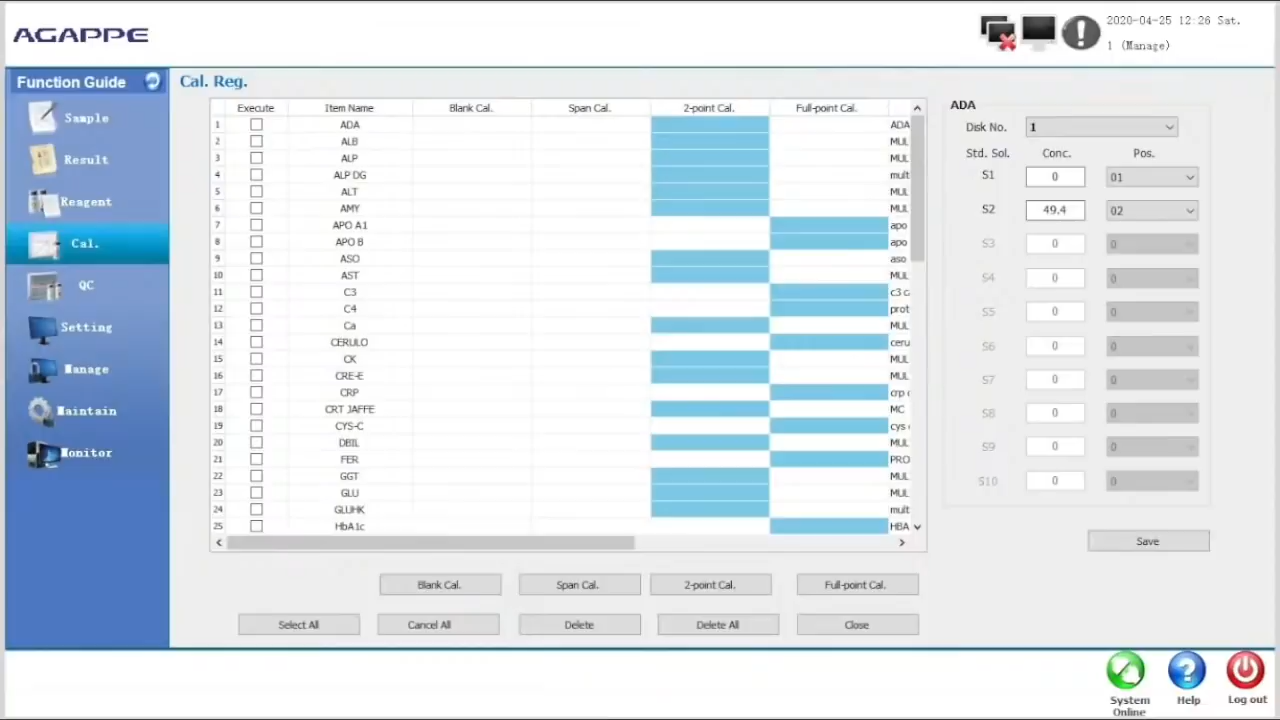 AGAPPE
2020-04-25 12:26 Sat.
1 (Manage)
Function Guide
Sample
Result
Reagent
Cal.
QC
Setting
Manage
Maintain
Monitor
Cal. Reg.
Execute Item Name Blank Cal. Span Cal. 2-point Cal. Full-point Cal.
1 ADA ADA
2 ALB MUL
3 ALP MUL
4 ALP DG mult
5 ALT MUL
6 AMY MUL
7 APO A1 apo
8 APO B apo
9 ASO aso
10 AST MUL
11 C3 c3 c
12 C4 prot
13 Ca MUL
14 CERULO ceru
15 CK MUL
16 CRE-E MUL
17 CRP crp c
18 CRT JAFFE MC
19 CYS-C cys
20 DBIL MUL
21 FER PRO
22 GGT MUL
23 GLU MUL
24 GLUHK mult
25 HbA1c HBA
Blank Cal. Span Cal. 2-point Cal. Full-point Cal.
Select All Cancel All Delete Delete All Close
ADA
Disk No. 1
Std. Sol. Conc. Pos.
S1 0 01
S2 49.4 02
S3 0 0
S4 0 0
S5 0 0
S6 0 0
S7 0 0
S8 0 0
S9 0 0
S10 0 0
Save
System Online
Help
Log out